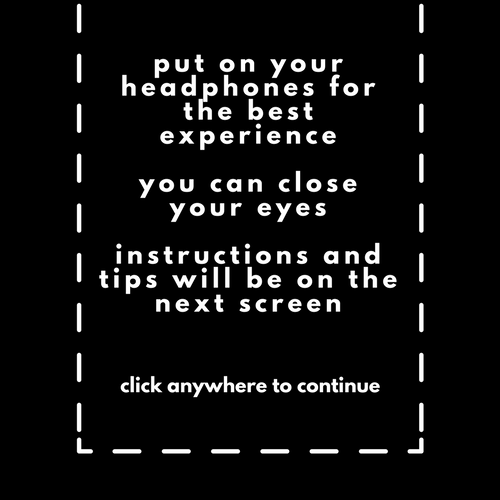 put on your
headphones for
the best
experience
you can close
your eyes
instructions and
tips will be on the
next screen
click anywhere to continue